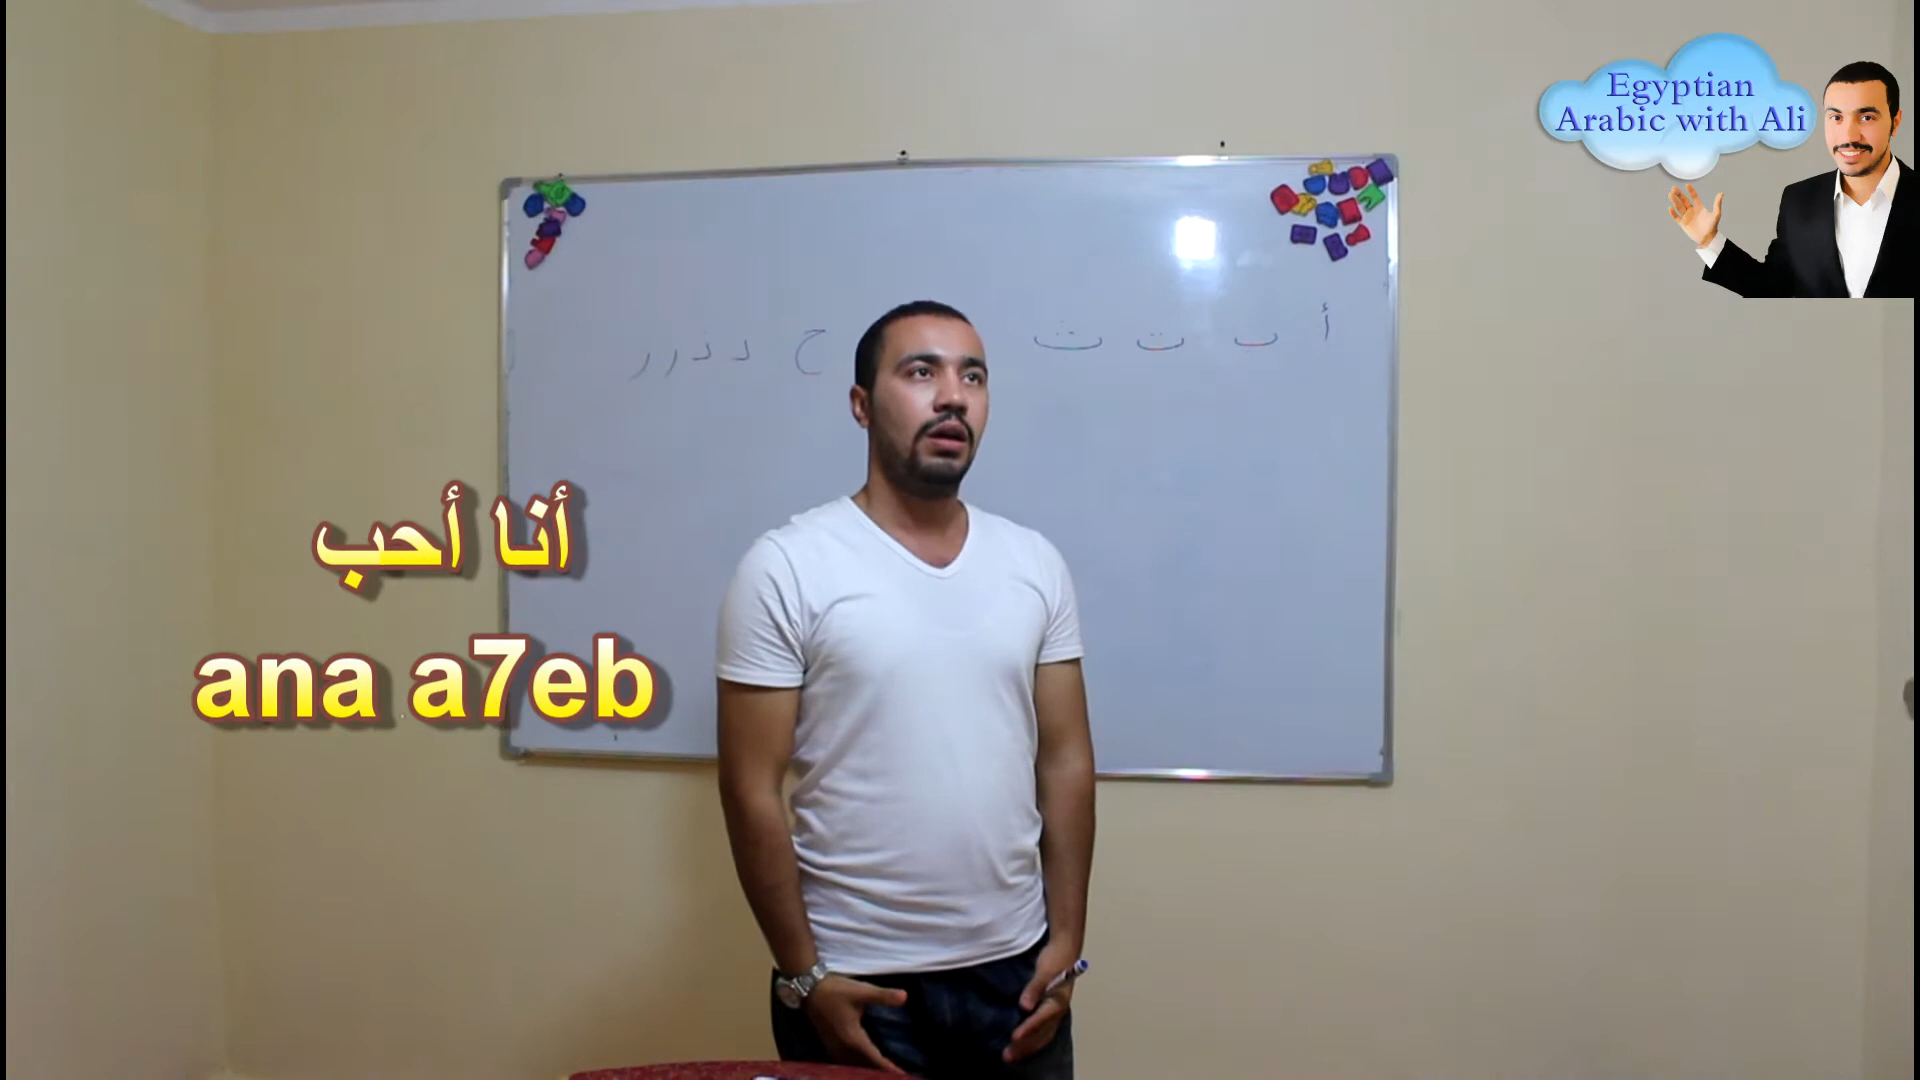 Egyptian
Arabic with Ali
أ ب ت ث ح د ذ ر ر
أنا أحب
ana a7eb